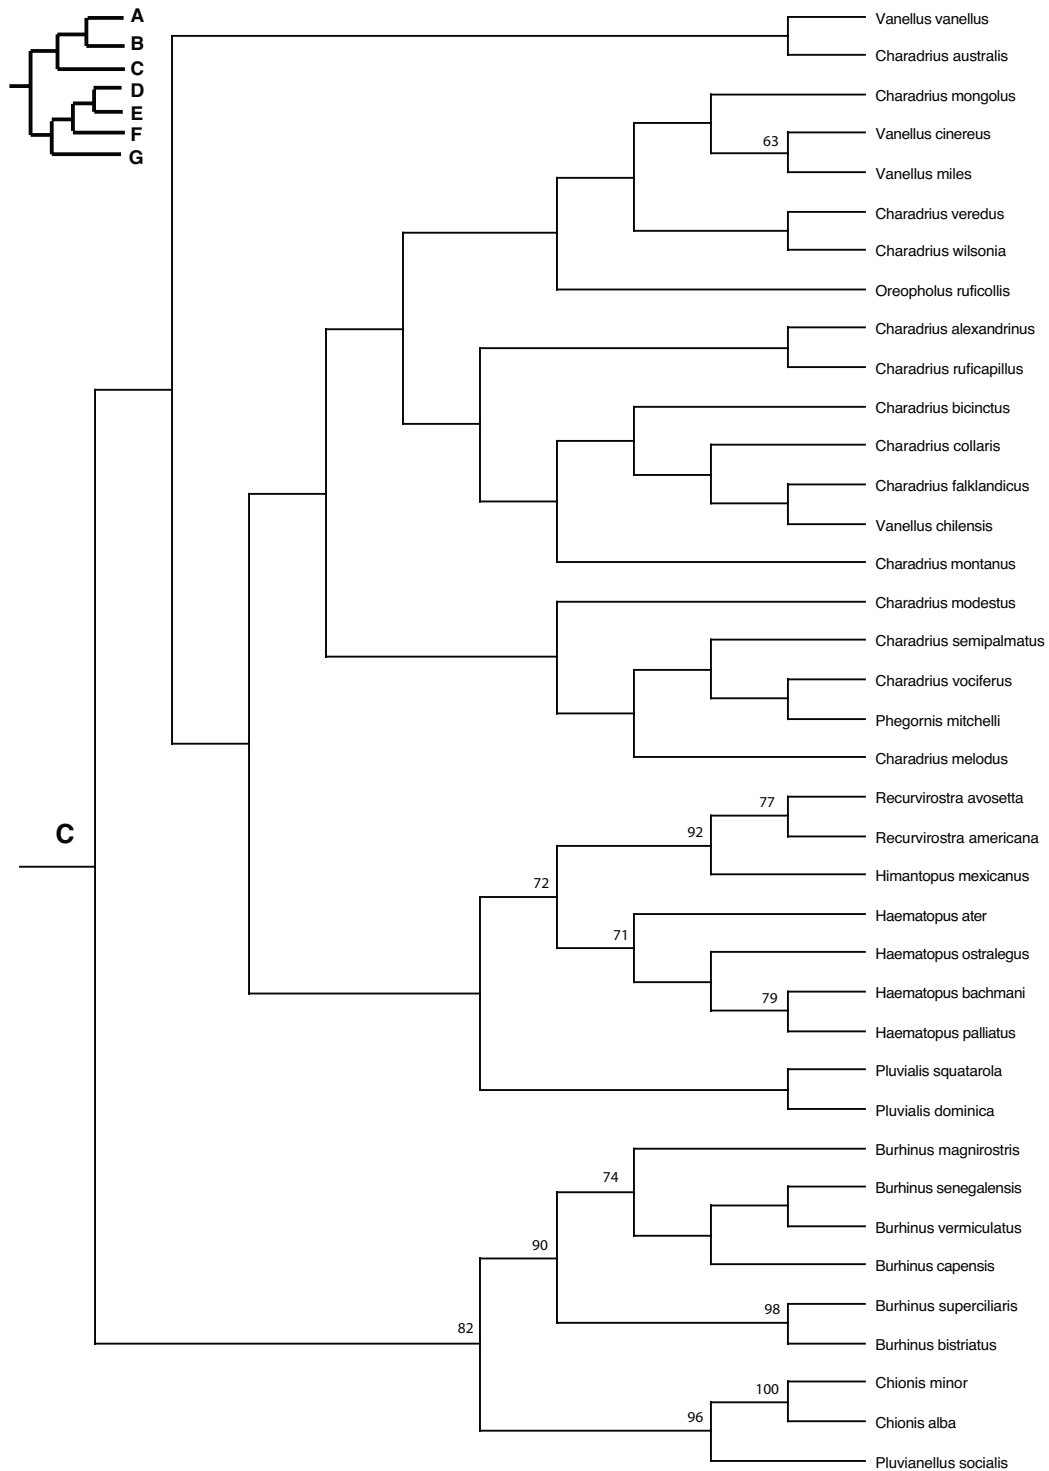 A
B
C
D
E
F
G
Vanellus vanellus
Charadrius australis
Charadrius mongolus
63
Vanellus cinereus
Vanellus miles
Charadrius veredus
Charadrius wilsonia
Oreopholus ruficollis
Charadrius alexandrinus
Charadrius ruficapillus
Charadrius bicinctus
Charadrius collaris
Charadrius falklandicus
Vanellus chilensis
Charadrius montanus
Charadrius modestus
Charadrius semipalmatus
Charadrius vociferus
Phegornis mitchelli
Charadrius melodus
C
77
Recurvirostra avosetta
92
Recurvirostra americana
Himantopus mexicanus
72
Haematopus ater
71
Haematopus ostralegus
79
Haematopus bachmani
Haematopus palliatus
Pluvialis squatarola
Pluvialis dominica
Burhinus magnirostris
74
Burhinus senegalensis
Burhinus vermiculatus
90
Burhinus capensis
98
Burhinus superciliaris
82
Burhinus bistriatus
100
Chionis minor
96
Chionis alba
Pluvianellus socialis